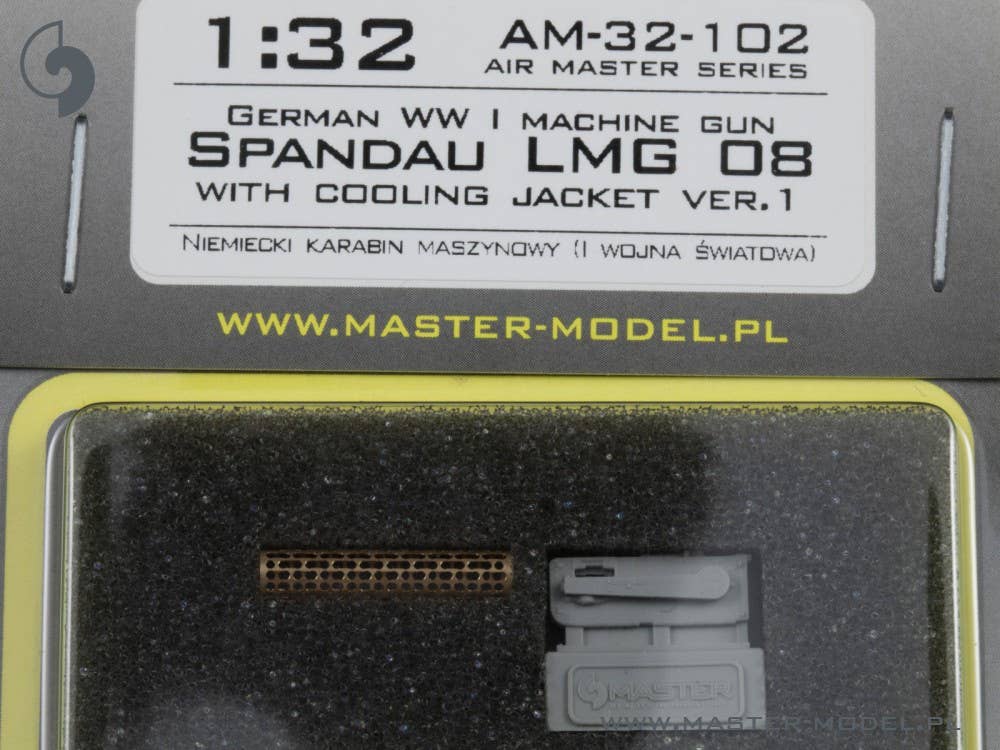 1:32
AM-32-102
AIR MASTER SERIES
GERMAN WW I MACHINE GUN
SPANDAU LMG 08
WITH COOLING JACKET VER.1
NIEMIECKI KARABIN MASZYNOWY (I WOJNA ŚWIATOWA)
WWW.MASTER-MODEL.PL
MASTER
WWW.MASTER-MODEL.PL